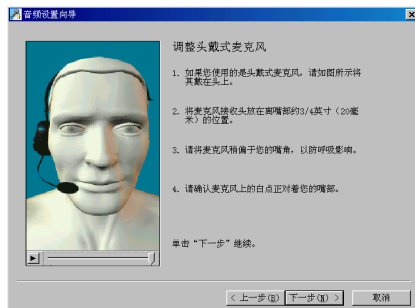 音频设置向导
调整头戴式麦克风
1. 如果您使用的是头戴式麦克风，请如图所示将
其戴在头上。
2. 将麦克风接收头放在离嘴部约3/4英寸（20毫
米）的位置。
3. 请将麦克风稍偏于您的嘴角，以防呼吸影响。
4. 请确认麦克风上的白点正对着您的嘴部。
单击“下一步”继续。
< 上一步(B)
下一步(N) >
取消